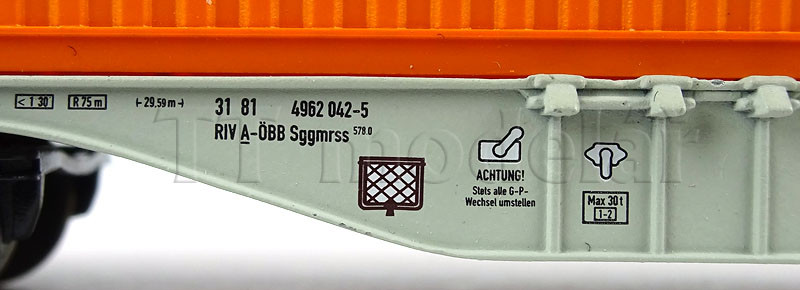 < 1 30
R 75 m
⊢ 29,59 m ⊣
31 81 4962 042-5
RIV A-ÖBB Sggmrss 578.0
ACHTUNG!
Stets alle G-P-
Wechsel umstellen
Max 30 t
1-2
TT modelář